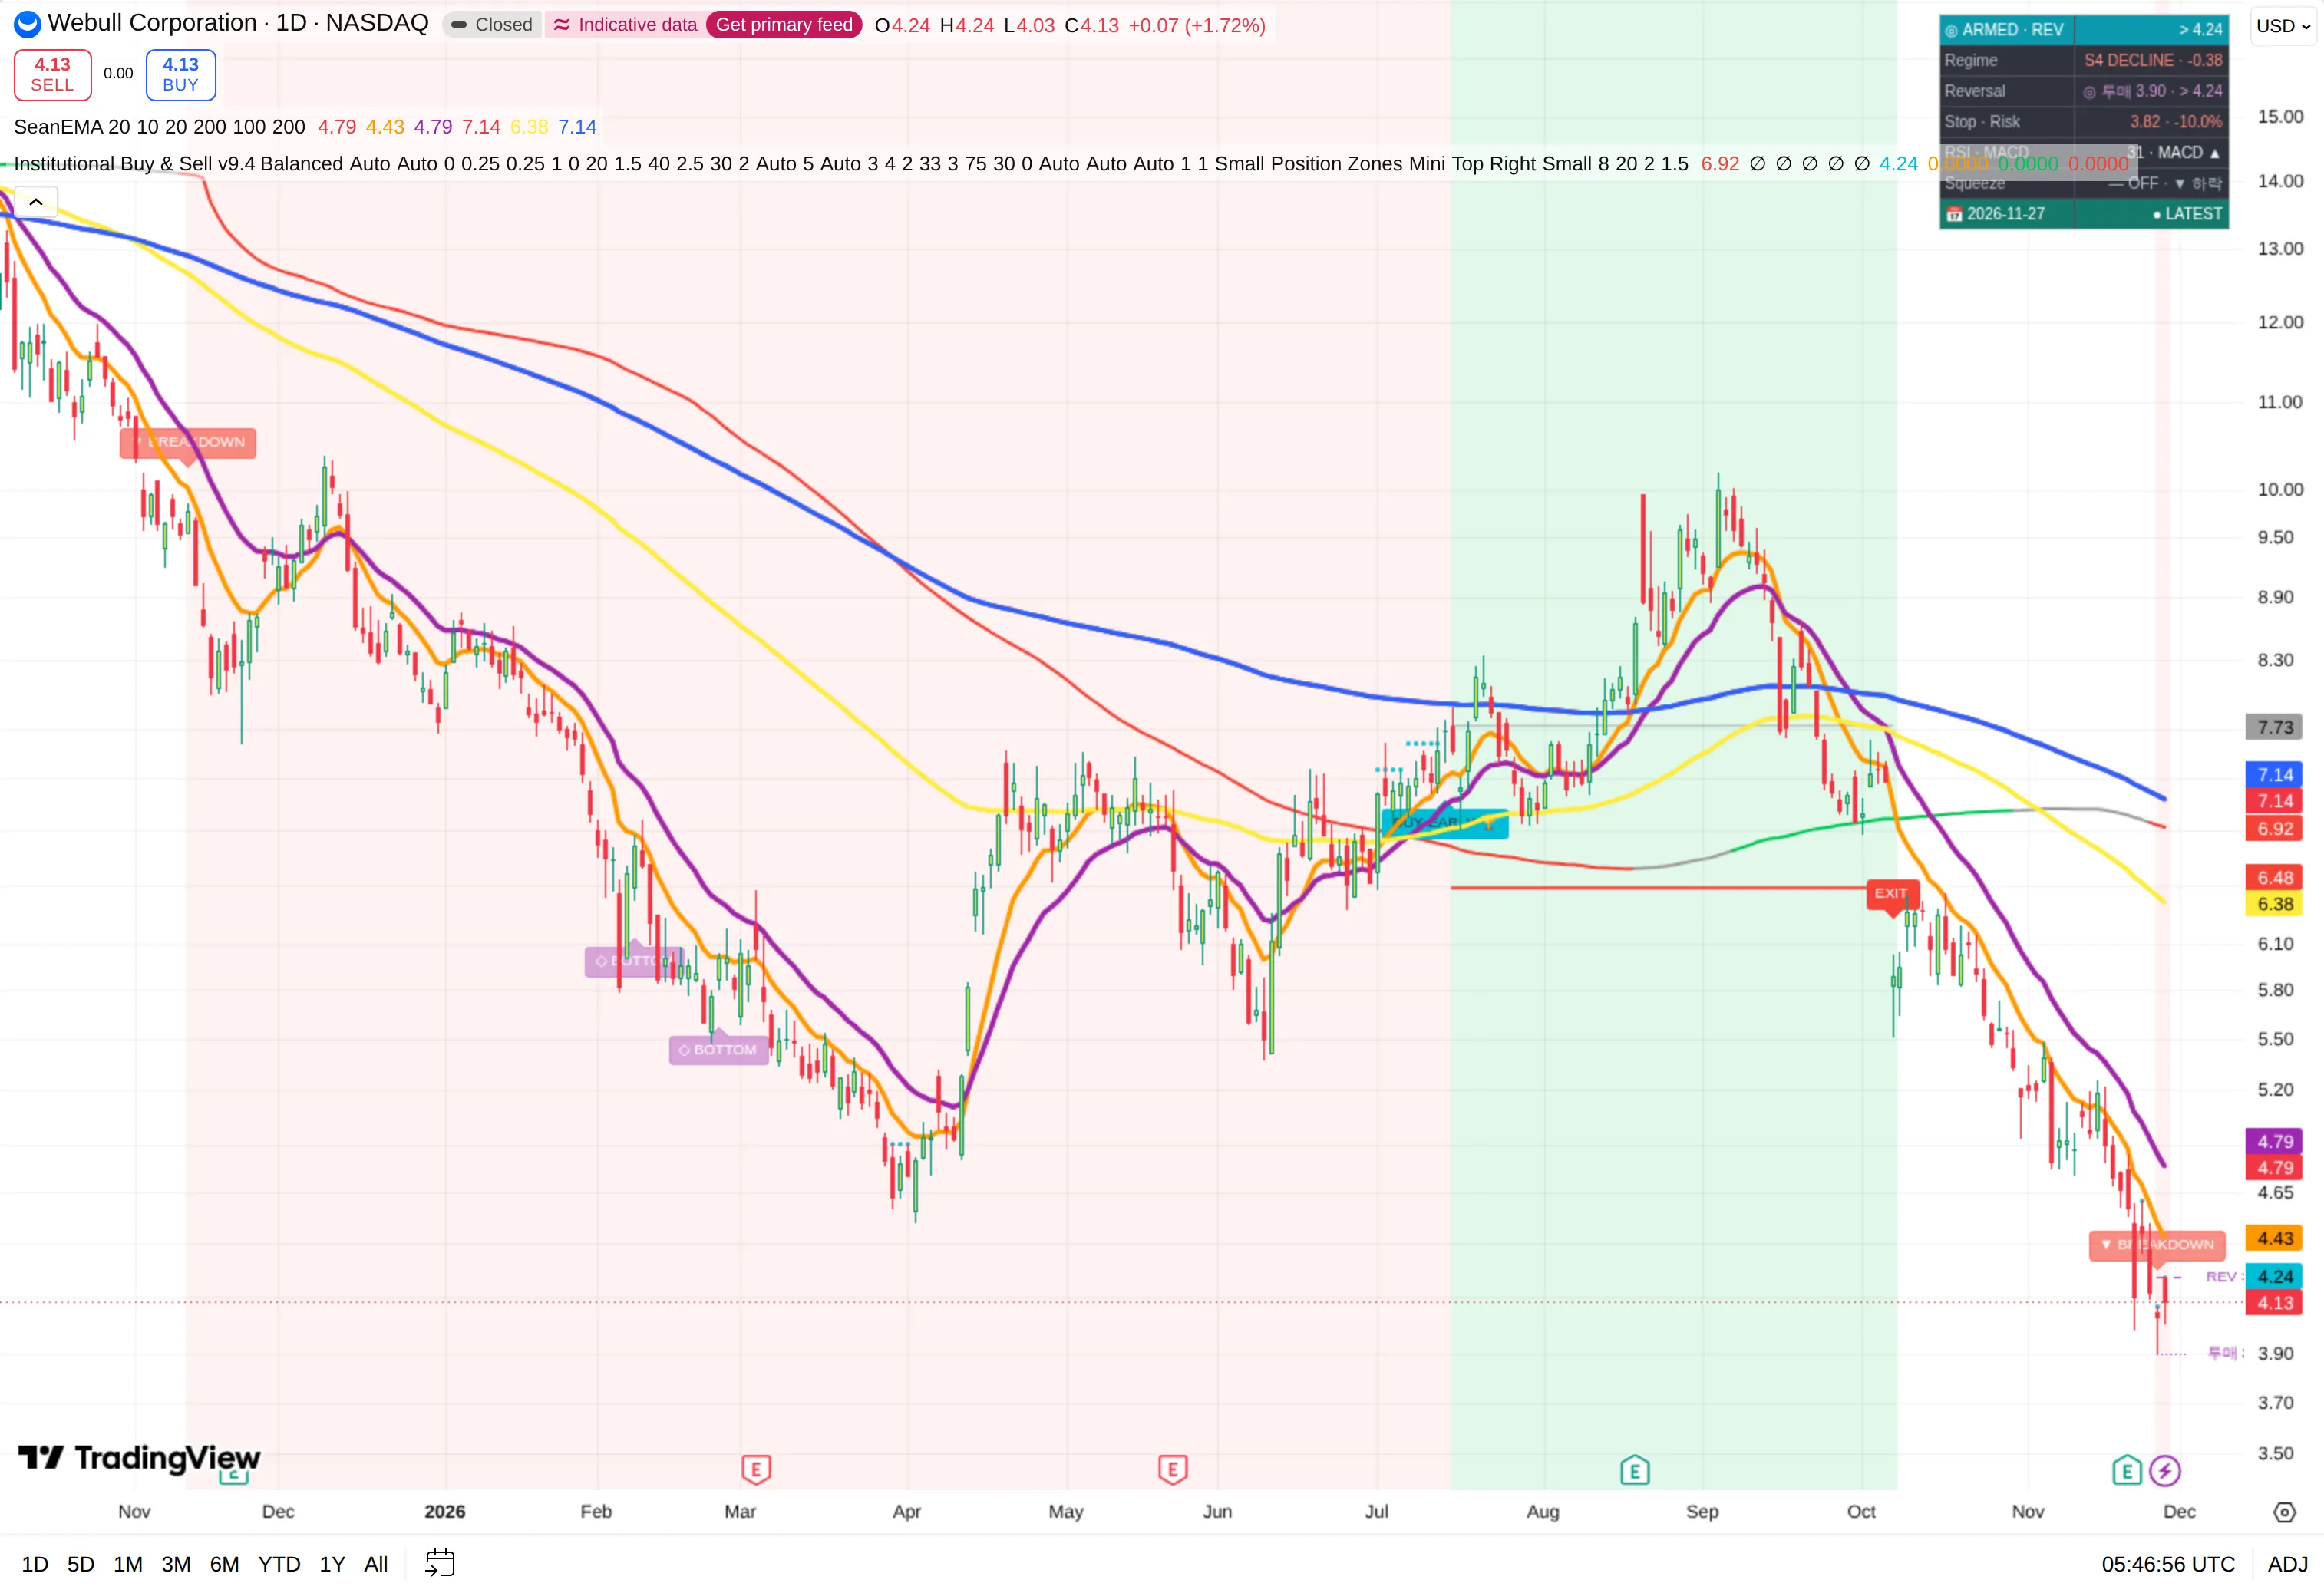 Webull Corporation · 1D · NASDAQ Closed Indicative data Get primary feed O4.24 H4.24 L4.03 C4.13 +0.07 (+1.72%)
4.13 SELL 0.00 4.13 BUY
SeanEMA 20 10 20 200 100 200 4.79 4.43 4.79 7.14 6.38 7.14
Institutional Buy & Sell v9.4 Balanced Auto Auto 0 0.25 0.25 1 0 20 1.5 40 2.5 30 2 Auto 5 Auto 3 4 2 33 3 75 30 0 Auto Auto Auto 1 1 Small Position Zones Mini Top Right Small 8 20 2 1.5 6.92 ∅ ∅ ∅ ∅ ∅ 4.24 0.0000 0.0000 0.0000
◎ ARMED · REV > 4.24
Regime S4 DECLINE · -0.38
Reversal ◎ 투매 3.90 · > 4.24
Stop · Risk 3.82 · -10.0%
RSI · MACD 31 · MACD ▲
Squeeze — OFF · ▼ 하락
📅 2026-11-27 ● LATEST
USD
15.00
14.00
13.00
12.00
11.00
10.00
9.50
8.90
8.30
7.73
7.14
7.14
6.92
6.48
6.38
6.10
5.80
5.50
5.20
4.79
4.79
4.65
4.43
4.24
4.13
3.90
3.70
3.50
▼ BREAKDOWN
◇ BOTTOM
◇ BOTTOM
EXIT
▼ BREAKDOWN
REV :
투매 :
TradingView
E
E
E
E
E
Nov Dec 2026 Feb Mar Apr May Jun Jul Aug Sep Oct Nov Dec
1D 5D 1M 3M 6M YTD 1Y All
05:46:56 UTC ADJ